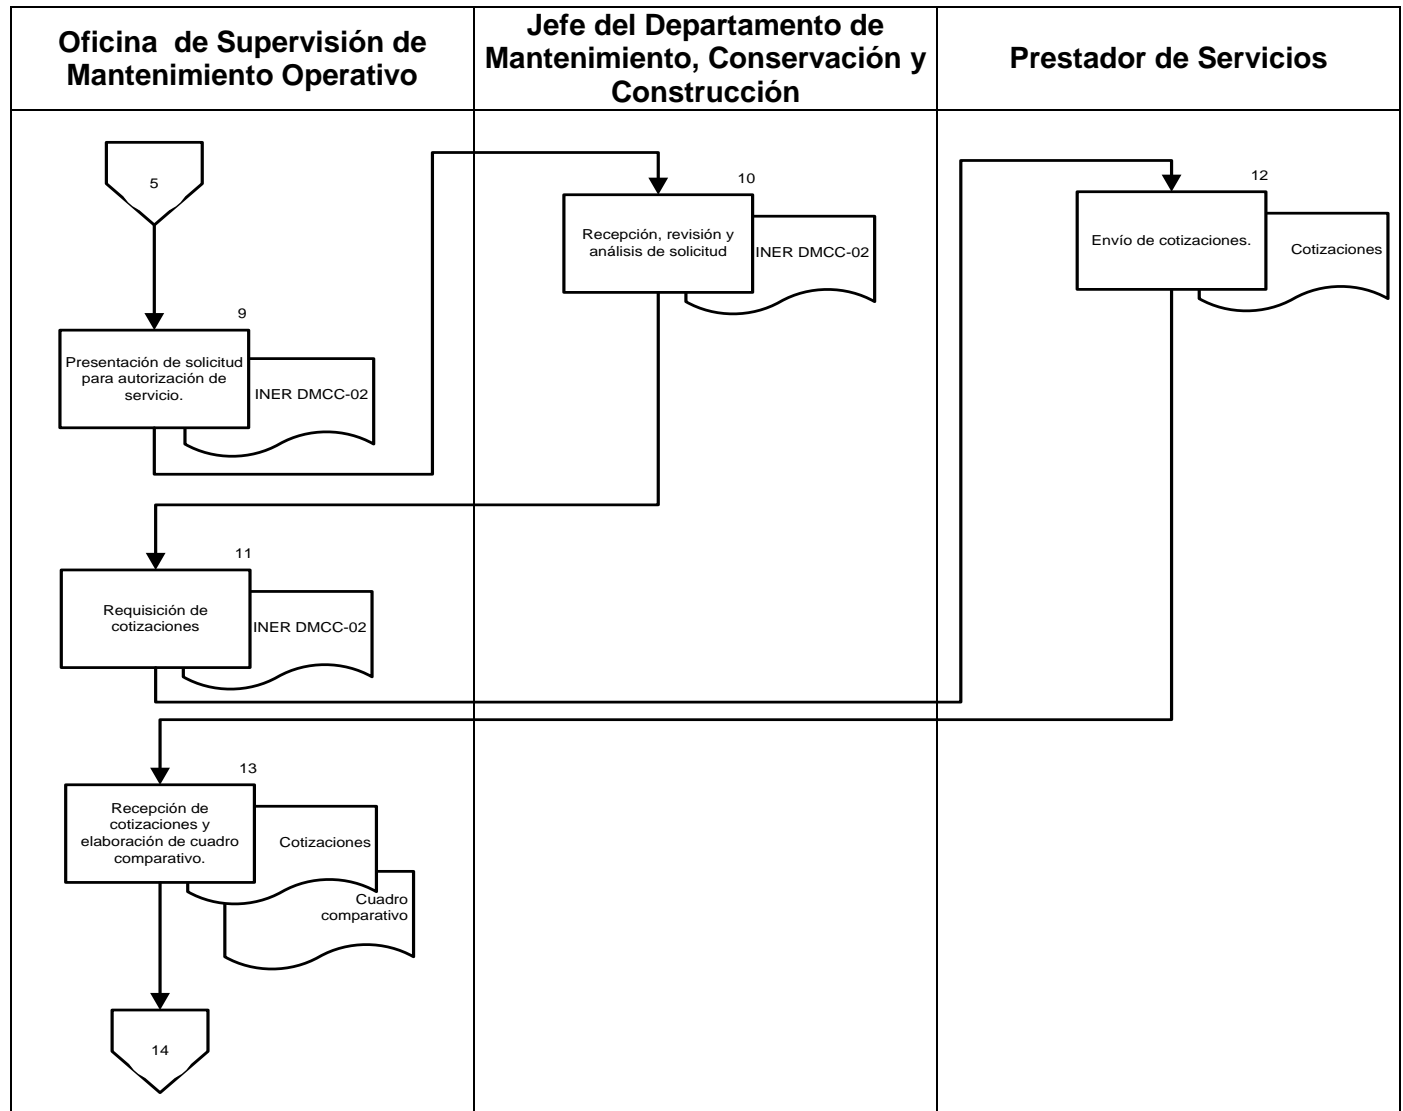 Oficina de Supervisión de
Mantenimiento Operativo
Jefe del Departamento de
Mantenimiento, Conservación y
Construcción
Prestador de Servicios
5
9
Presentación de solicitud
para autorización de
servicio.
INER DMCC-02
10
Recepción, revisión y
análisis de solicitud
INER DMCC-02
11
Requisición de
cotizaciones
INER DMCC-02
12
Envío de cotizaciones.
Cotizaciones
13
Recepción de
cotizaciones y
elaboración de cuadro
comparativo.
Cotizaciones
Cuadro
comparativo
14